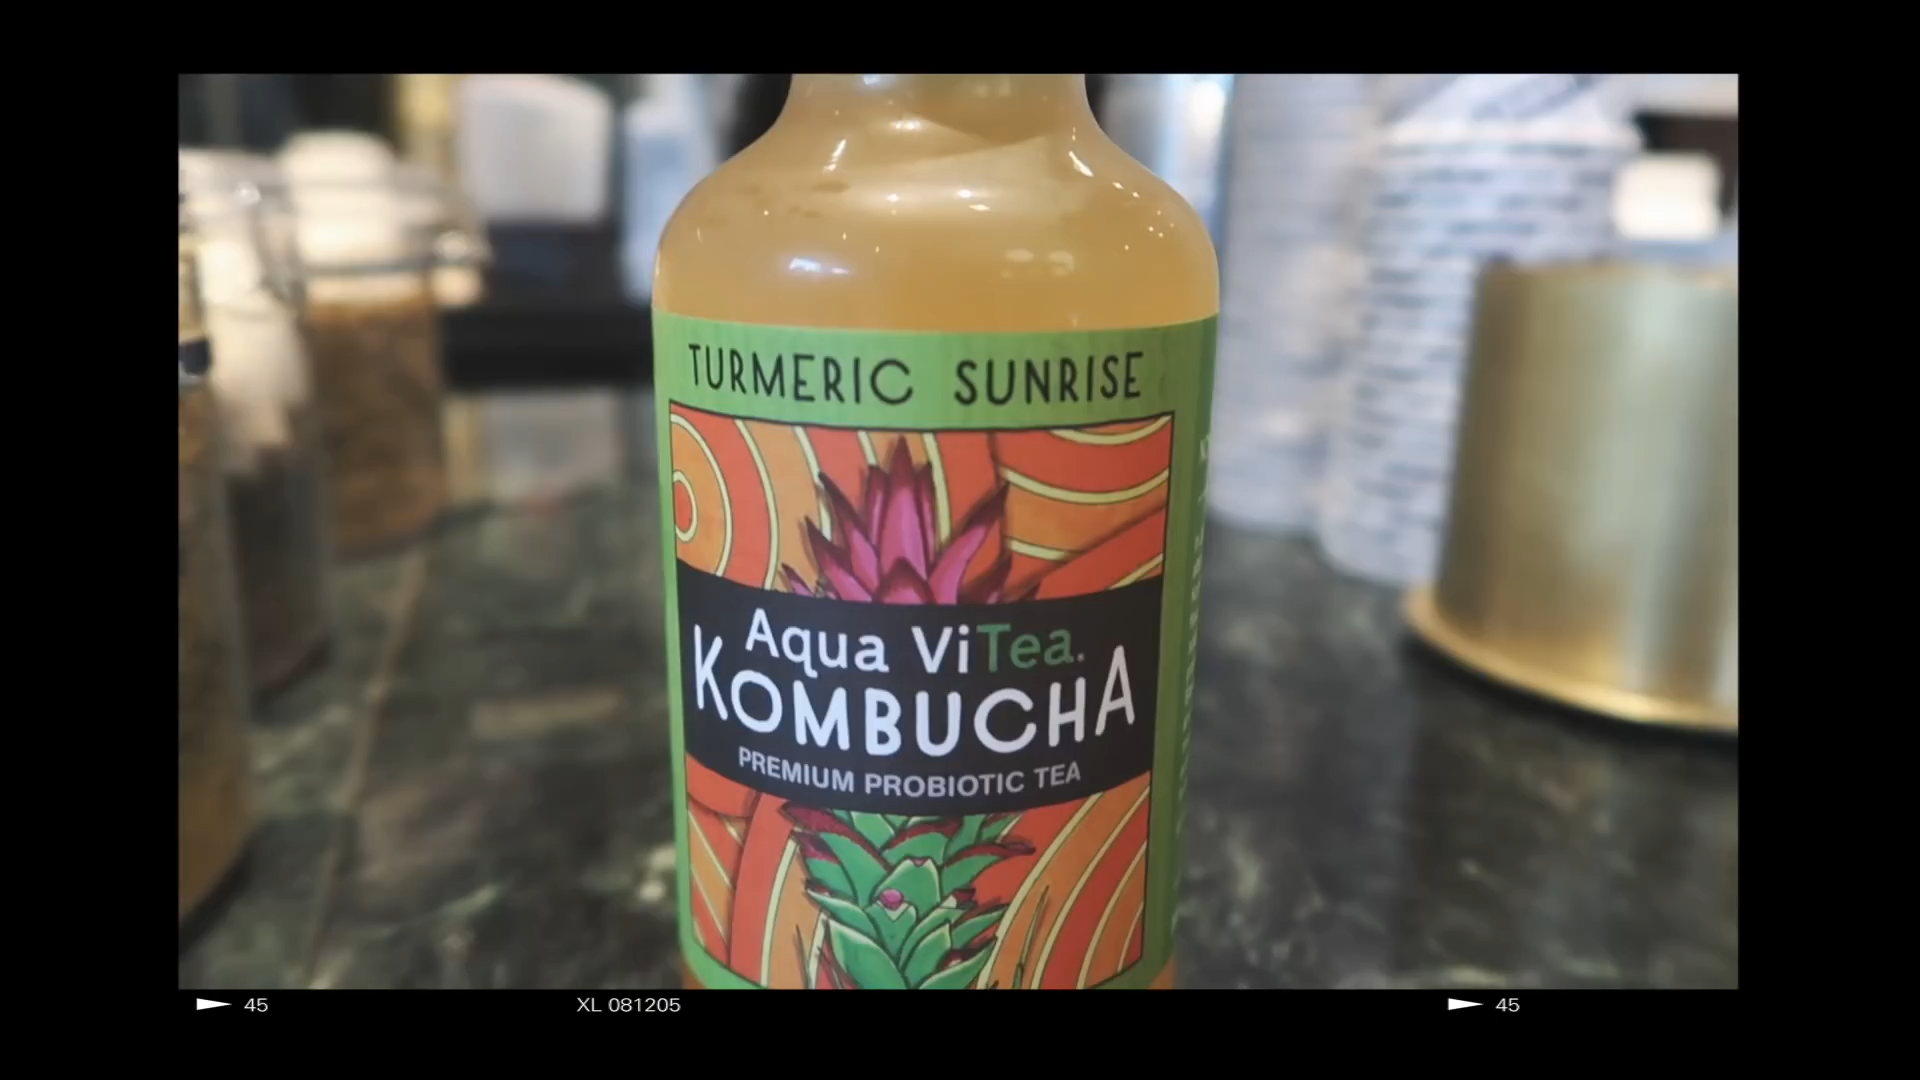 TURMERIC SUNRISE
Aqua ViTea.
KOMBUCHA
PREMIUM PROBIOTIC TEA
45 XL 081205 45